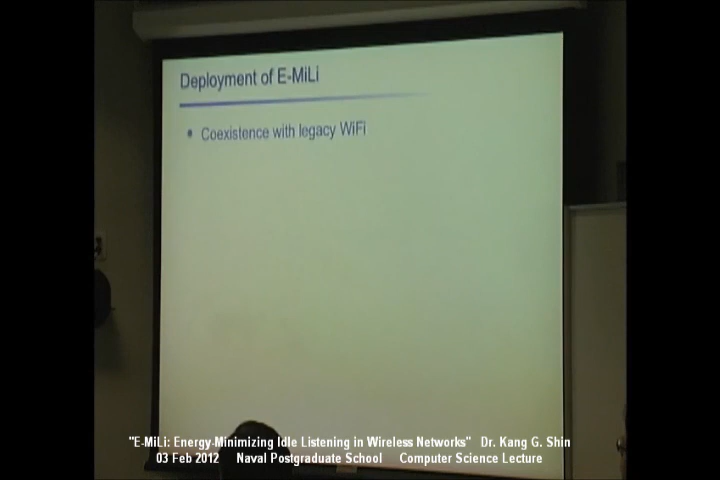 Deployment of E-MiLi
• Coexistence with legacy WiFi
"E-MiLi: Energy-Minimizing Idle Listening in Wireless Networks" Dr. Kang G. Shin
03 Feb 2012 Naval Postgraduate School Computer Science Lecture